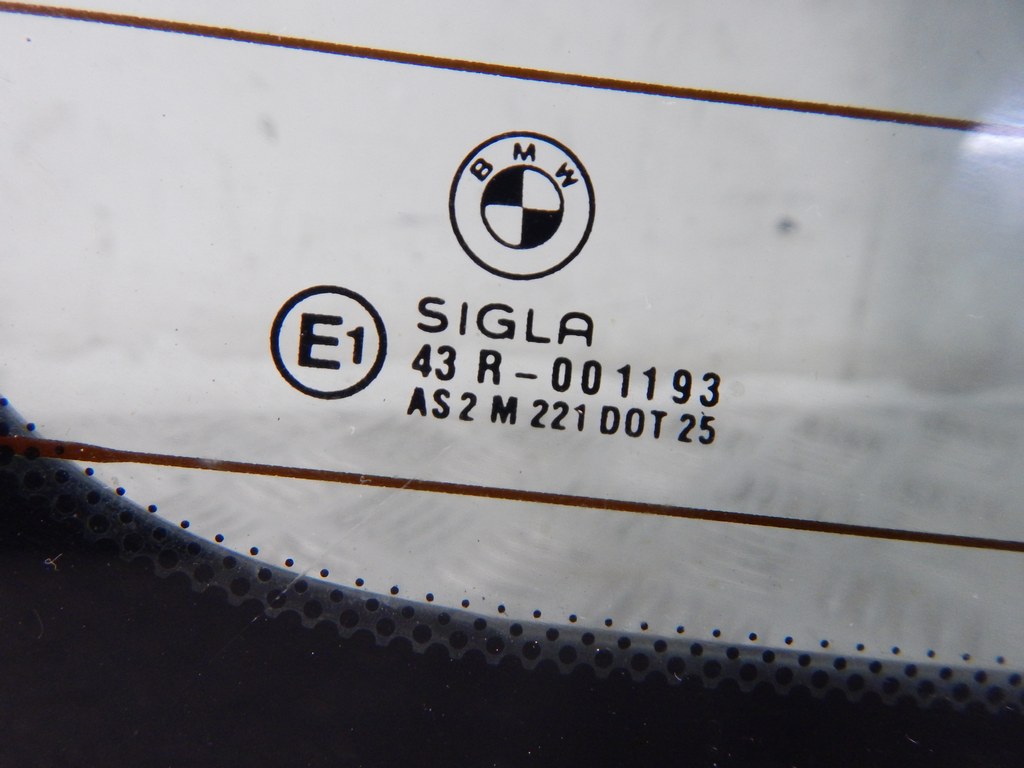 BMW
E1
SIGLA
43 R-001193
AS2 M 221 DOT 25